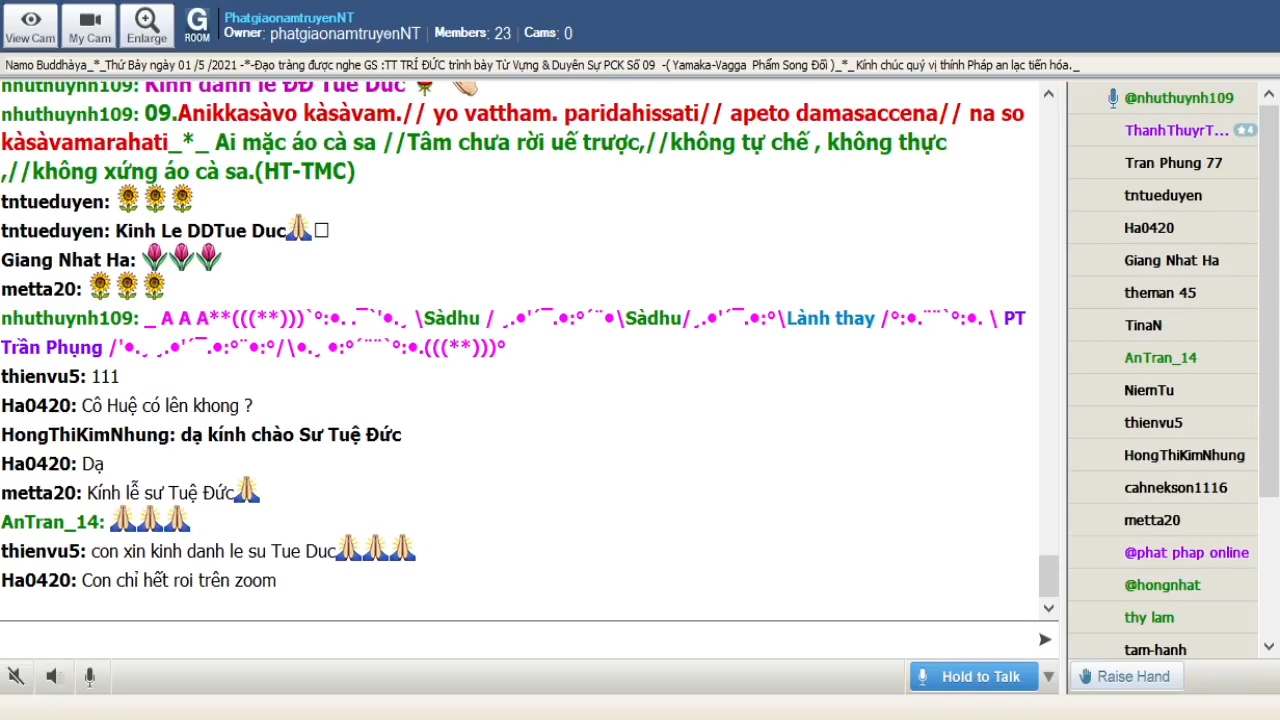 View Cam
My Cam
Enlarge
G
ROOM
PhatgiaonamtruyenNT
Owner: phatgiaonamtruyenNT | Members: 23 | Cams: 0
Namo Buddhàya_*_Thứ Bảy ngày 01 /5 /2021 -*-Đạo tràng được nghe GS :TT TRÍ ĐỨC trình bày Từ Vựng & Duyên Sự PCK Số 09 -( Yamaka-Vagga Phẩm Song Đối )_*_ Kính chúc quý vị thính Pháp an lạc tiến hóa._
nhuthuynh109: Kính đảnh lễ ĐĐ Tuệ Đức
nhuthuynh109: 09.Anikkasàvo kàsàvam.// yo vattham. paridahissati// apeto damasaccena// na so
kàsàvamarahati_*_ Ai mặc áo cà sa //Tâm chưa rời uế trược,//không tự chế , không thực
,//không xứng áo cà sa.(HT-TMC)
tntueduyen:
tntueduyen: Kinh Le DDTue Duc
Giang Nhat Ha:
metta20:
nhuthuynh109: _ A A A**(((**)))`°:•. .¯`'•.¸ \Sàdhu / ¸.•'´¯.•:°´¨•\Sàdhu/¸.•'´¯.•:°\Lành thay /°:•.¨¨`°:•. \ PT
Trần Phụng /'•.¸ ¸.•'´¯.•:°¨•:°/\•.¸ •:°´¨¨`°:•.(((**)))°
thienvu5: 111
Ha0420: Cô Huệ có lên khong ?
HongThiKimNhung: dạ kính chào Sư Tuệ Đức
Ha0420: Dạ
metta20: Kính lễ sư Tuệ Đức
AnTran_14:
thienvu5: con xin kinh danh le su Tue Duc
Ha0420: Con chỉ hết roi trên zoom
Hold to Talk
@nhuthuynh109
ThanhThuyrT... ★4
Tran Phung 77
tntueduyen
Ha0420
Giang Nhat Ha
theman 45
TinaN
AnTran_14
NiemTu
thienvu5
HongThiKimNhung
cahnekson1116
metta20
@phat phap online
@hongnhat
thy lam
tam-hanh
Raise Hand